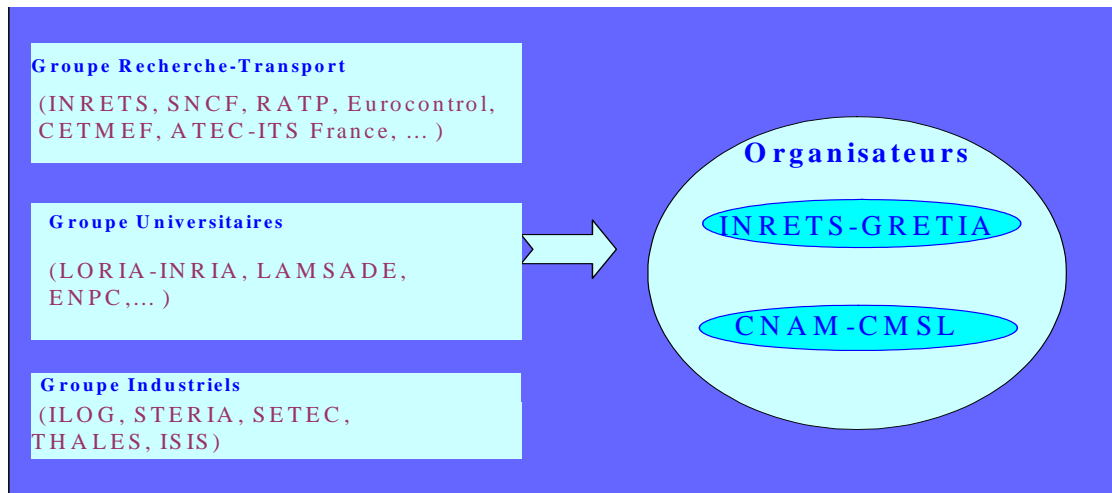 Groupe Recherche-Transport
(INRETS, SNCF, RATP, Eurocontrol,
CETMEF, ATEC-ITS France, ... )
Groupe Universitaires
(LORIA-INRIA, LAMSADE,
ENPC,... )
Groupe Industriels
(ILOG, STERIA, SETEC,
THALES, ISIS)
Organisateurs
INRETS-GRETIA
CNAM-CMSL